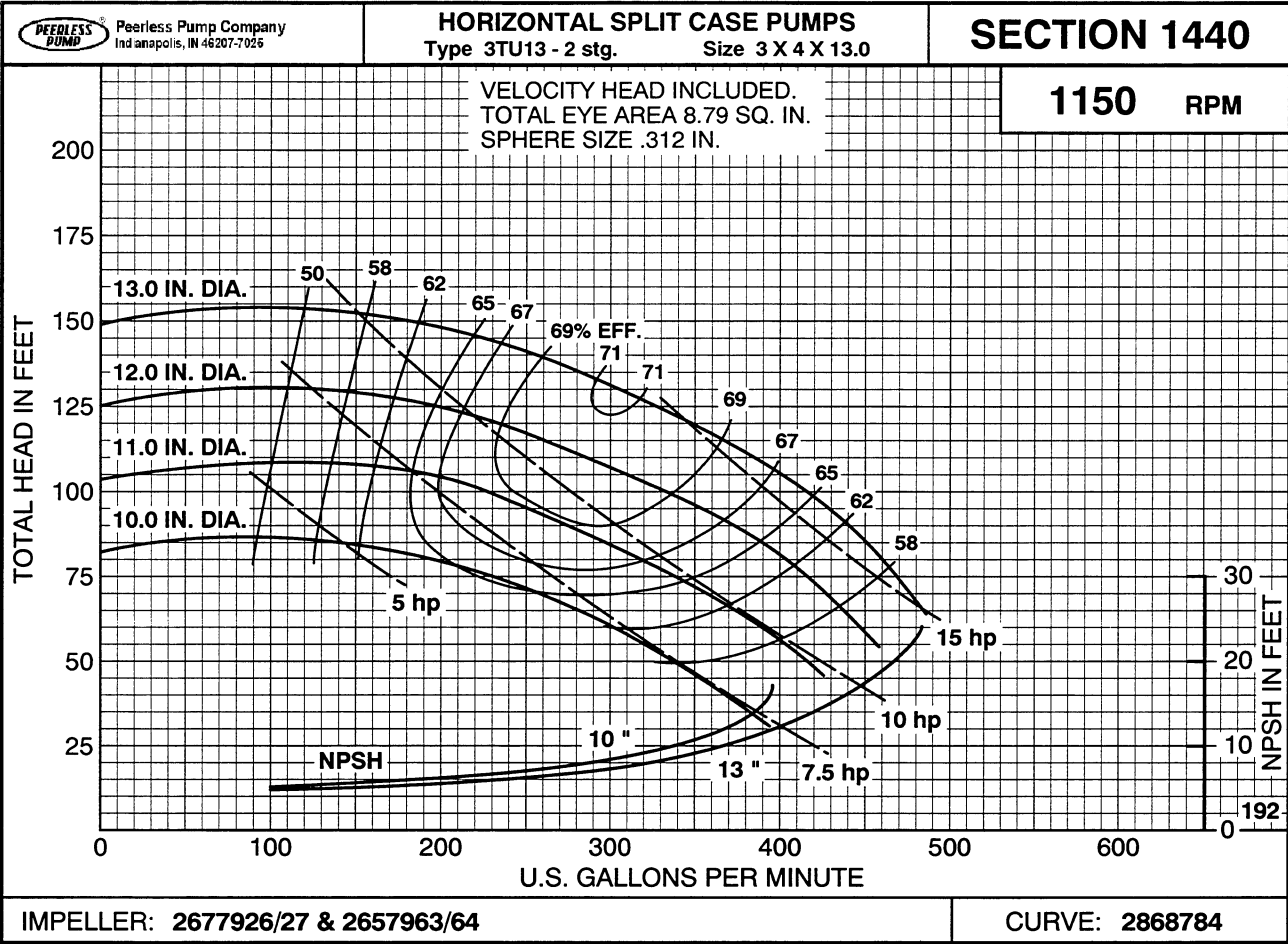 PEERLESS
PUMP
Peerless Pump Company
Indianapolis, IN 46207-7026
HORIZONTAL SPLIT CASE PUMPS
Type 3TU13 - 2 stg. Size 3 X 4 X 13.0
SECTION 1440
1150 RPM
VELOCITY HEAD INCLUDED.
TOTAL EYE AREA 8.79 SQ. IN.
SPHERE SIZE .312 IN.
TOTAL HEAD IN FEET
200
175
150
125
100
75
50
25
13.0 IN. DIA.
12.0 IN. DIA.
11.0 IN. DIA.
10.0 IN. DIA.
50
58
62
65
67
69% EFF.
71
71
69
67
65
62
58
5 hp
15 hp
10 hp
7.5 hp
NPSH
10 "
13 "
30
20
10
0
NPSH IN FEET
192
0 100 200 300 400 500 600
U.S. GALLONS PER MINUTE
IMPELLER: 2677926/27 & 2657963/64
CURVE: 2868784